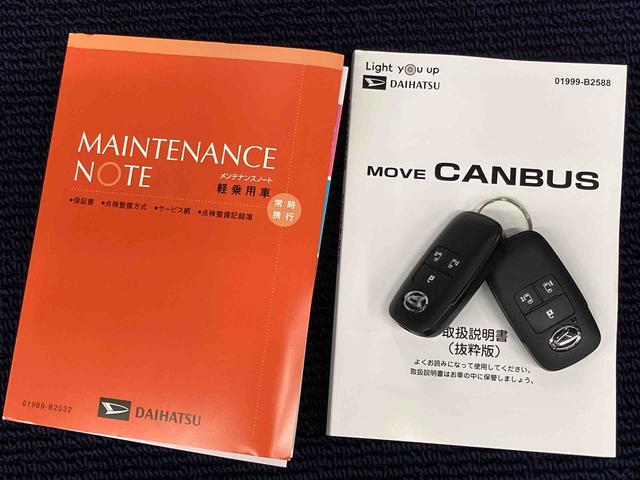 MAINTENANCE
NOTE
メンテナンスノート
軽乗用車
●保証書 ●点検整備方式 ●サービス網 ●点検整備記録簿
常時
携行
01989-B2032
DAIHATSU
Light you up
DAIHATSU
01999-B2588
MOVE CANBUS
取扱説明書
(抜粋版)
よくお読みになって使用してください。
取扱説明書はお車の中に保管しましょう。